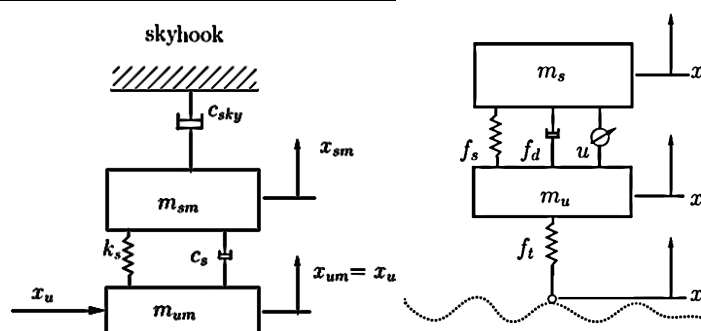 skyhook
c_sky
x_sm
m_sm
k_s
c_s
x_um = x_u
x_u
m_um
x
m_s
f_s
f_d
u
x
m_u
f_t
x